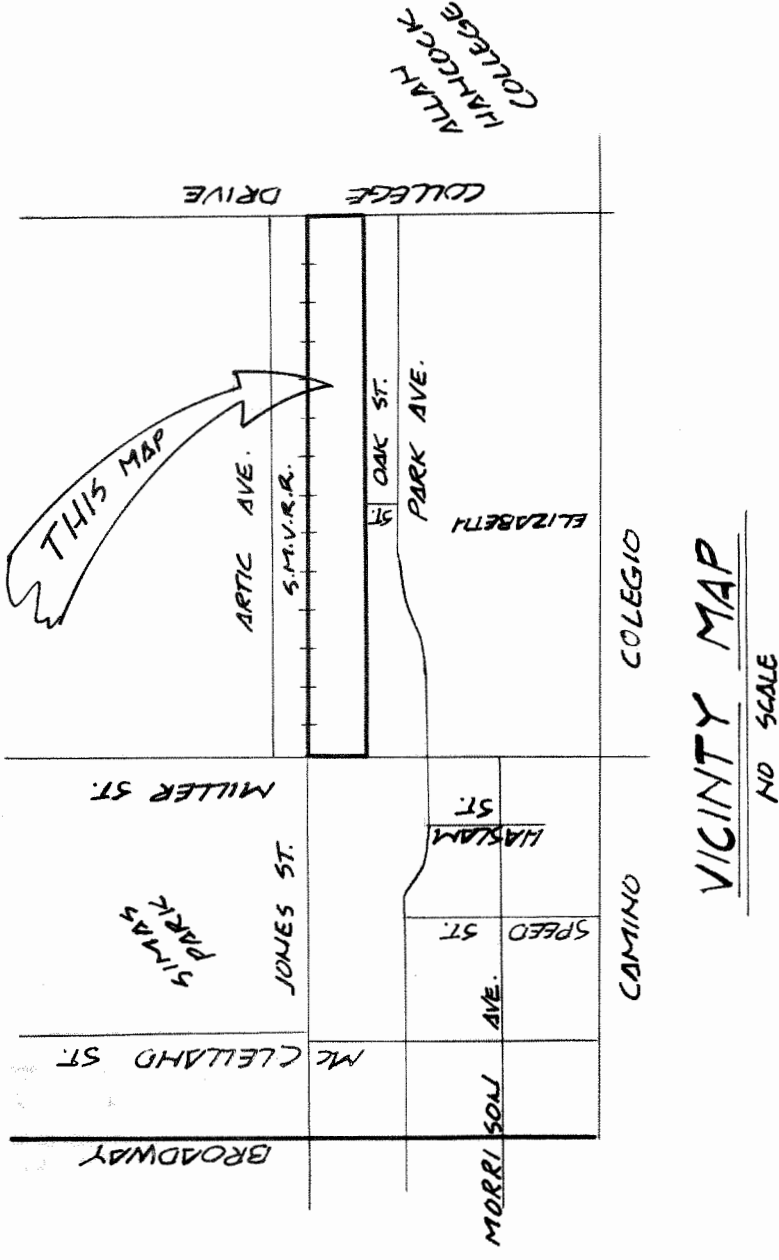 ALLAN
HANCOCK
COLLEGE
COLLEGE DRIVE
THIS MAP
ARTIC AVE.
S.M.V.R.R.
OAK ST.
PARK AVE.
ELIZABETH ST.
COLEGIO
MILLER ST.
HASLAM ST.
SIMAS
PARK
JONES ST.
SPEED ST
CAMINO
MC CLELLAND ST.
MORRISON AVE.
BROADWAY
VICINTY MAP
NO SCALE